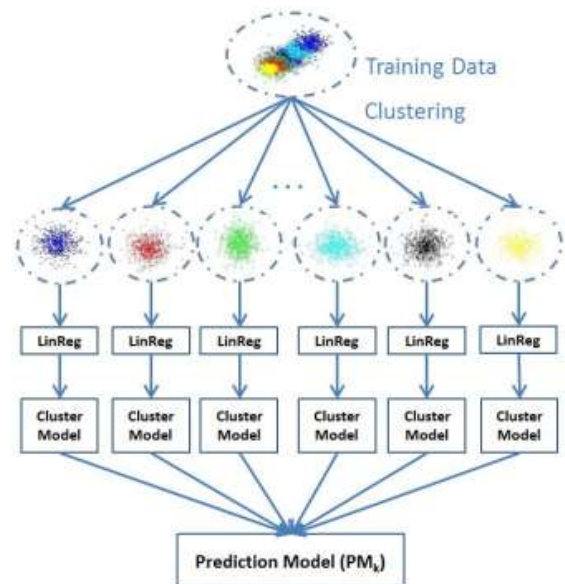 Training Data
Clustering
...
LinReg LinReg LinReg LinReg LinReg LinReg
Cluster Cluster Cluster Cluster Cluster Cluster
Model Model Model Model Model Model
Prediction Model (PMk)